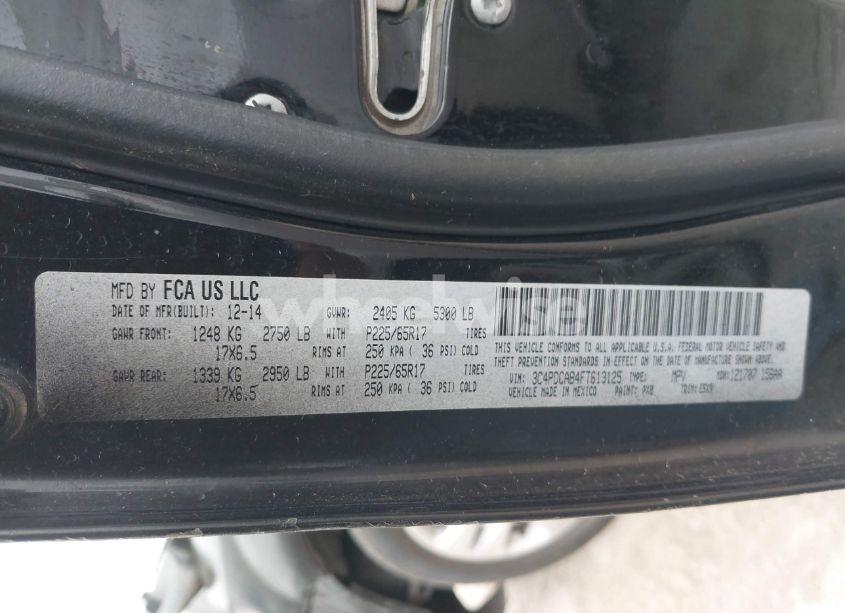 MFD BY FCA US LLC
DATE OF MFR(BUILT): 12-14 GVWR: 2405 KG 5300 LB
GAWR FRONT: 1248 KG 2750 LB WITH P225/65R17 TIRES
17X6.5 RIMS AT 250 KPA ( 36 PSI) COLD
GAWR REAR: 1339 KG 2950 LB WITH P225/65R17 TIRES
17X6.5 RIMS AT 250 KPA ( 36 PSI) COLD
THIS VEHICLE CONFORMS TO ALL APPLICABLE U.S.A. FEDERAL MOTOR VEHICLE SAFETY AND
THEFT PREVENTION STANDARDS IN EFFECT ON THE DATE OF MANUFACTURE SHOWN ABOVE.
VIN: 3C4PDCAB4FT613125 TYPE: MPV MDH: 121707 
VEHICLE MADE IN MEXICO PAINT: PX8 TRIM: E5X9